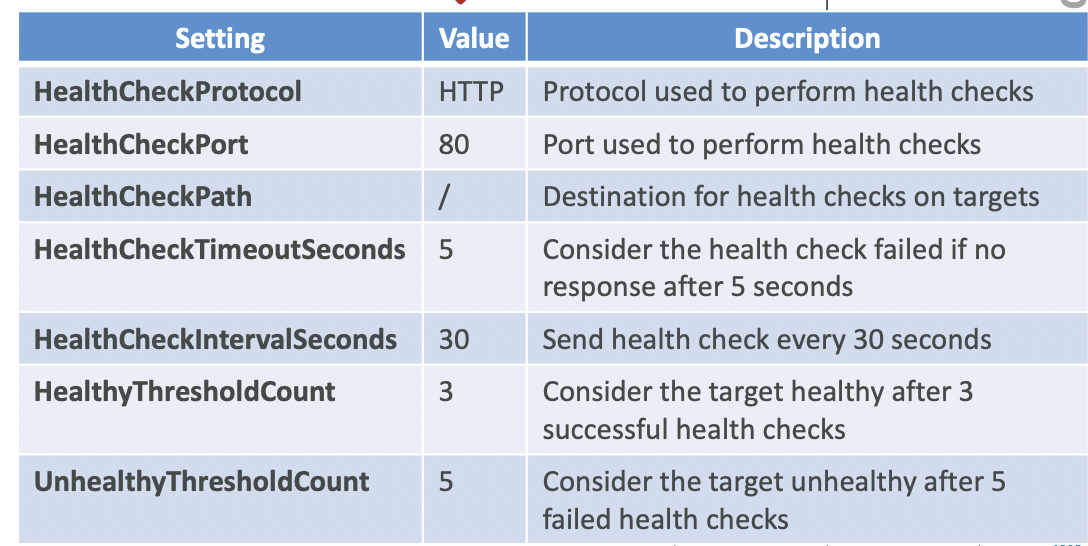 Setting Value Description
HealthCheckProtocol HTTP Protocol used to perform health checks
HealthCheckPort 80 Port used to perform health checks
HealthCheckPath / Destination for health checks on targets
HealthCheckTimeoutSeconds 5 Consider the health check failed if no
response after 5 seconds
HealthCheckIntervalSeconds 30 Send health check every 30 seconds
HealthyThresholdCount 3 Consider the target healthy after 3
successful health checks
UnhealthyThresholdCount 5 Consider the target unhealthy after 5
failed health checks